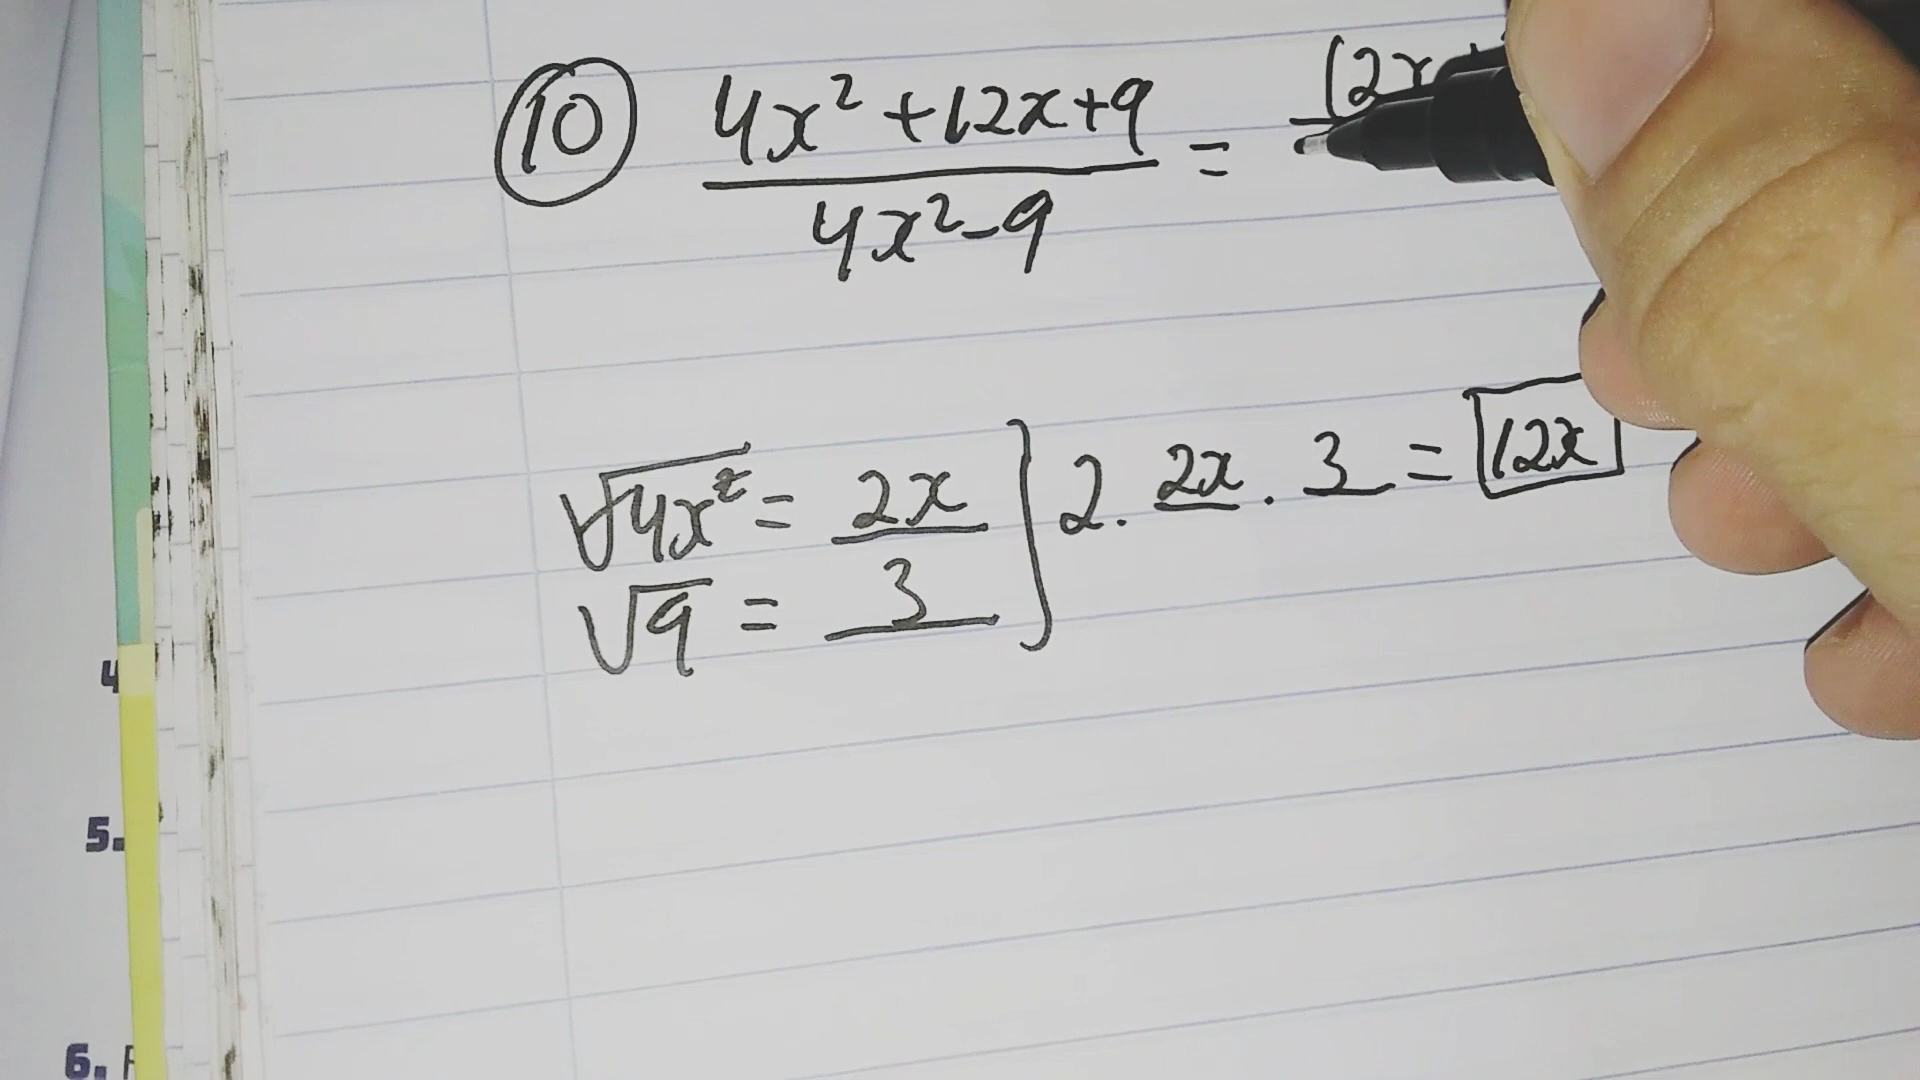 10 4x² +12x+9 = (2x+
4x²-9
√4x² = 2x } 2. 2x . 3 = 12x
√9 = 3
4
5.
6.